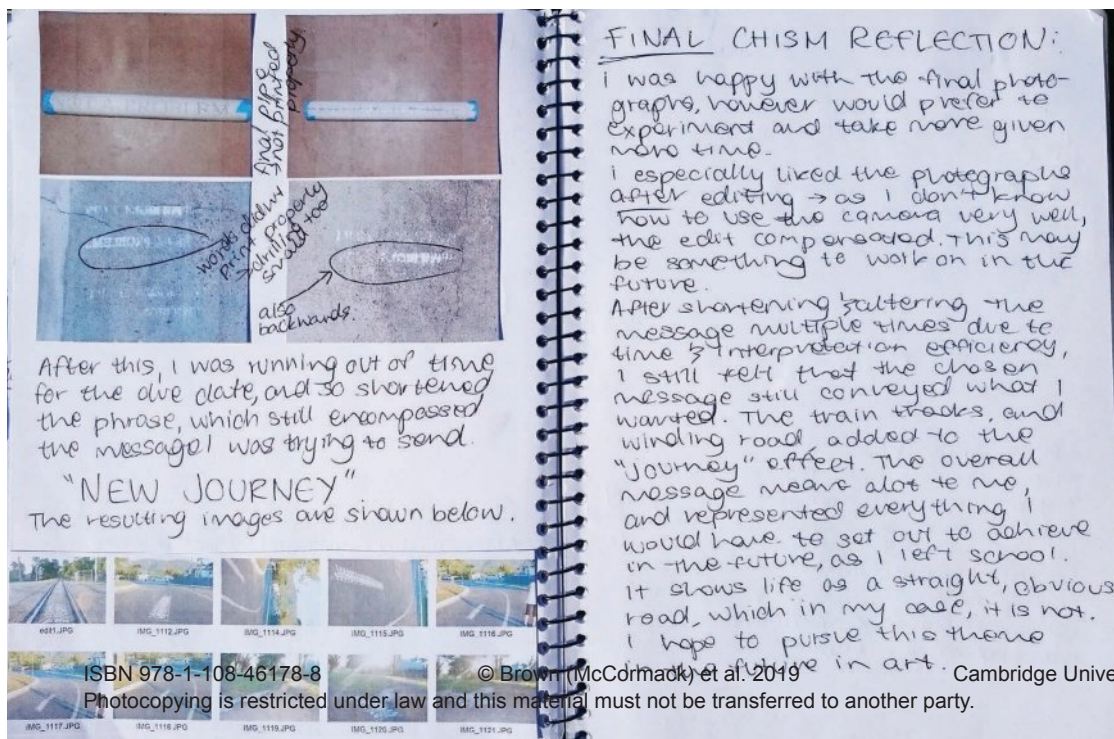 final pipe
not printed
properly
words didn't
print properly
→ drilling too
small
also
backwards.
After this, I was running out of time
for the due date, and so shortened
the phrase, which still encompassed
the message I was trying to send.
"NEW JOURNEY"
The resulting images are shown below.
edit1.JPG
IMG_1112.JPG
IMG_1114.JPG
IMG_1115.JPG
IMG_1116.JPG
IMG_1117.JPG
IMG_1118.JPG
IMG_1119.JPG
IMG_1120.JPG
IMG_1121.JPG
FINAL CHISM REFLECTION:
i was happy with the final photo-
graphs, however would prefer to
experiment and take more given
more time.
i especially liked the photographs
after editing → as I don't know
how to use the camera very well,
the edit compensated. This may
be something to work on in the
future.
After shortening & altering the
message multiple times due to
time & interpretation efficiency,
I still felt that the chosen
message still conveyed what I
wanted. The train tracks, and
winding road, added to the
"Journey" effect. The overall
message means alot to me,
and represented everything I
would have to set out to achieve
in the future, as I left school.
It shows life as a straight, obvious
road, which in my case, it is not.
I hope to pursue this theme
in the future in art.
ISBN 978-1-108-46178-8 © Brown (McCormack) et al. 2019 Cambridge Unive
Photocopying is restricted under law and this material must not be transferred to another party.